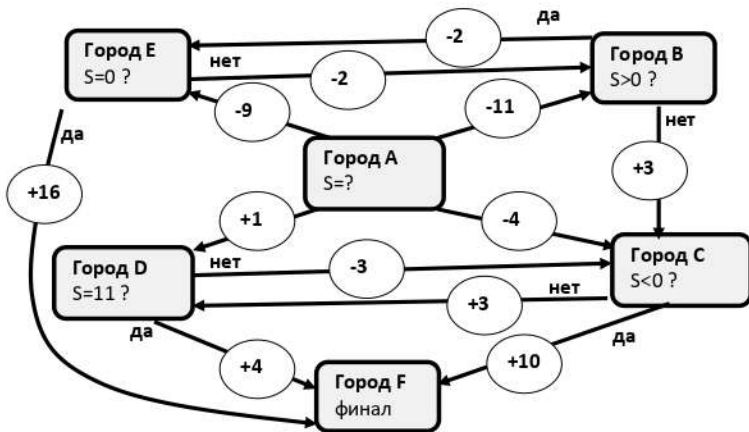 да
-2
Город E
S=0 ?
нет
-2
Город B
S>0 ?
-9
-11
да
нет
Город A
S=?
+16
+3
+1
-4
Город D
S=11 ?
нет
-3
Город C
S<0 ?
+3
нет
да
да
+4
+10
Город F
финал